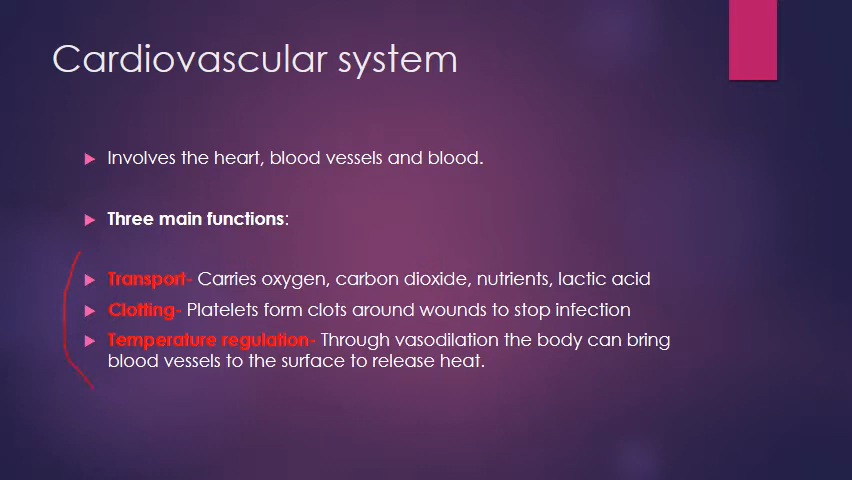 Cardiovascular system
Involves the heart, blood vessels and blood.
Three main functions:
Transport- Carries oxygen, carbon dioxide, nutrients, lactic acid
Clotting- Platelets form clots around wounds to stop infection
Temperature regulation- Through vasodilation the body can bring
blood vessels to the surface to release heat.